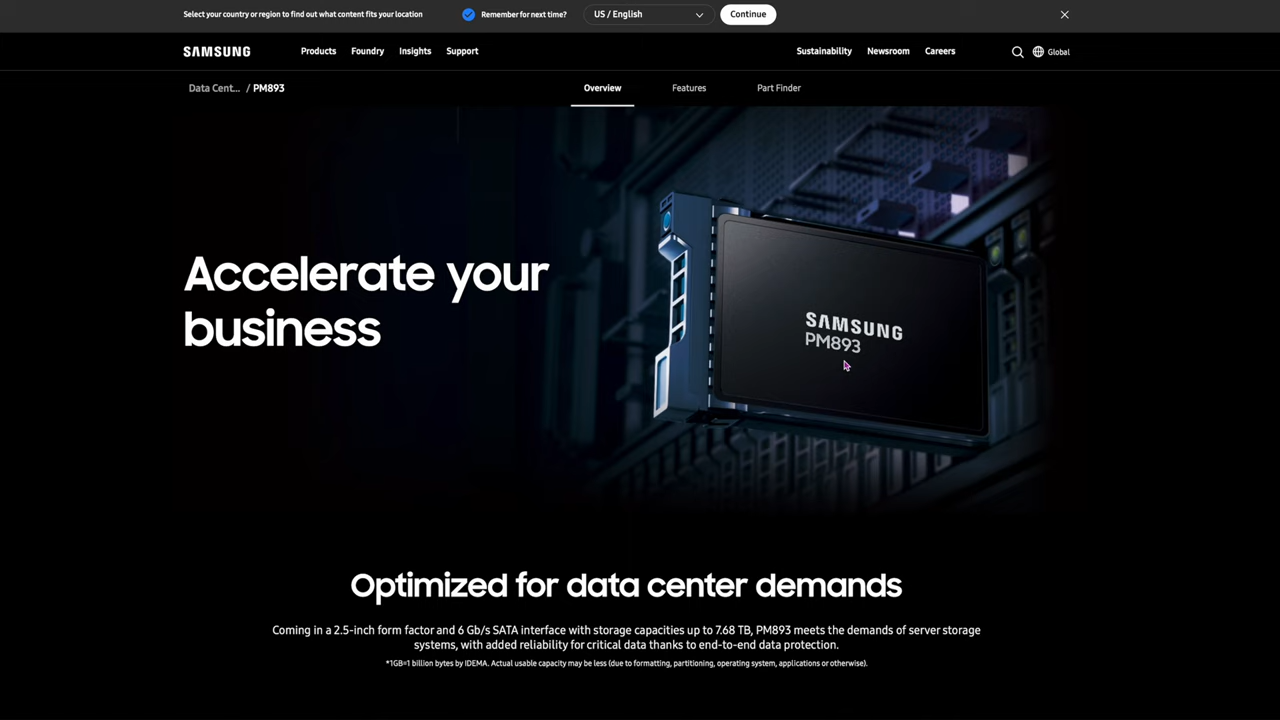 Select your country or region to find out what content fits your location Remember for next time? US / English Continue
SAMSUNG Products Foundry Insights Support Sustainability Newsroom Careers Global
Data Cent... / PM893 Overview Features Part Finder
Accelerate your
business
SAMSUNG
PM893
Optimized for data center demands
Coming in a 2.5-inch form factor and 6 Gb/s SATA interface with storage capacities up to 7.68 TB, PM893 meets the demands of server storage
systems, with added reliability for critical data thanks to end-to-end data protection.
*1GB=1 billion bytes by IDEMA. Actual usable capacity may be less (due to formatting, partitioning, operating system, applications or otherwise).